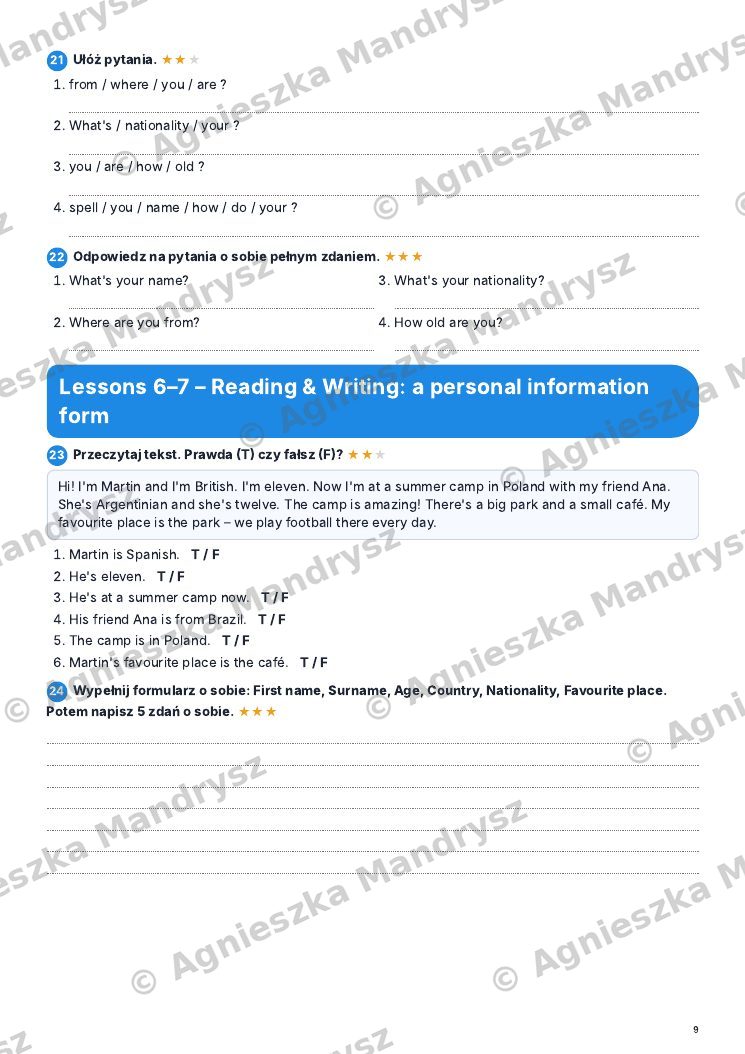 21 Ułóż pytania. ★★★
1. from / where / you / are ?
2. What's / nationality / your ?
3. you / are / how / old ?
4. spell / you / name / how / do / your ?
22 Odpowiedz na pytania o sobie pełnym zdaniem. ★★★
1. What's your name?
3. What's your nationality?
2. Where are you from?
4. How old are you?
Lessons 6–7 – Reading & Writing: a personal information
form
23 Przeczytaj tekst. Prawda (T) czy fałsz (F)? ★★★
Hi! I'm Martin and I'm British. I'm eleven. Now I'm at a summer camp in Poland with my friend Ana.
She's Argentinian and she's twelve. The camp is amazing! There's a big park and a small café. My
favourite place is the park – we play football there every day.
1. Martin is Spanish. T / F
2. He's eleven. T / F
3. He's at a summer camp now. T / F
4. His friend Ana is from Brazil. T / F
5. The camp is in Poland. T / F
6. Martin's favourite place is the café. T / F
24 Wypełnij formularz o sobie: First name, Surname, Age, Country, Nationality, Favourite place.
Potem napisz 5 zdań o sobie. ★★★
© Agnieszka Mandrysz
9